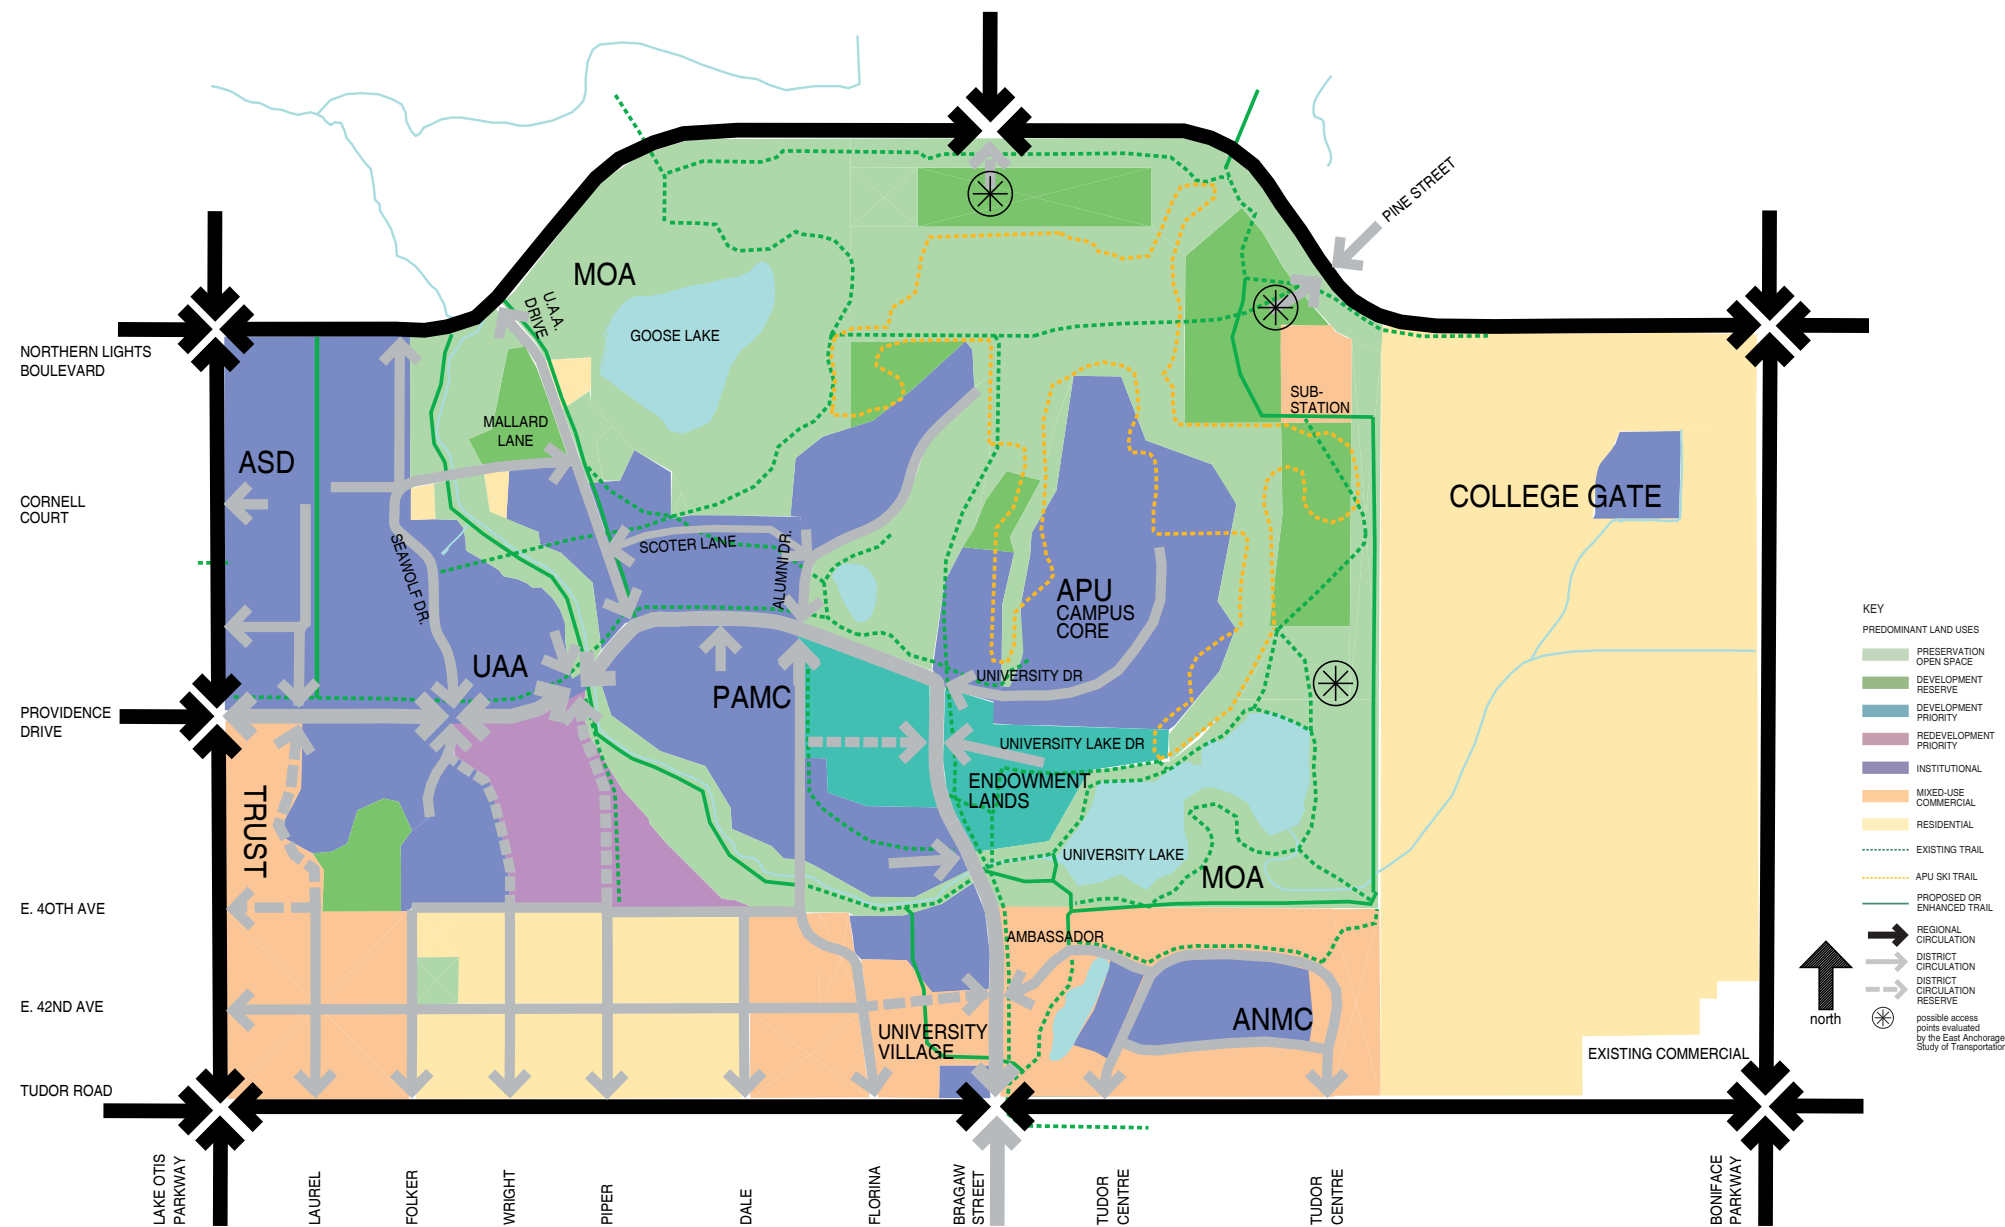 PINE STREET
MOA
U.A.A.
DRIVE
GOOSE LAKE
NORTHERN LIGHTS
BOULEVARD
SUB-
STATION
MALLARD
LANE
ASD
COLLEGE GATE
CORNELL
COURT
SEAWOLF DR.
SCOTER LANE
ALUMNI DR.
APU
CAMPUS
CORE
UAA
UNIVERSITY DR
PAMC
PROVIDENCE
DRIVE
UNIVERSITY LAKE DR
ENDOWMENT
LANDS
TRUST
UNIVERSITY LAKE
MOA
E. 4OTH AVE
AMBASSADOR
E. 42ND AVE
UNIVERSITY
VILLAGE
ANMC
EXISTING COMMERCIAL
TUDOR ROAD
LAKE OTIS
PARKWAY
LAUREL
FOLKER
WRIGHT
PIPER
DALE
FLORINA
BRAGAW
STREET
TUDOR
CENTRE
TUDOR
CENTRE
BONIFACE
PARKWAY
KEY
PREDOMINANT LAND USES
PRESERVATION
OPEN SPACE
DEVELOPMENT
RESERVE
DEVELOPMENT
PRIORITY
REDEVELOPMENT
PRIORITY
INSTITUTIONAL
MIXED-USE
COMMERCIAL
RESIDENTIAL
EXISTING TRAIL
APU SKI TRAIL
PROPOSED OR
ENHANCED TRAIL
REGIONAL
CIRCULATION
DISTRICT
CIRCULATION
DISTRICT
CIRCULATION
RESERVE
north
possible access
points evaluated
by the East Anchorage
Study of Transportation